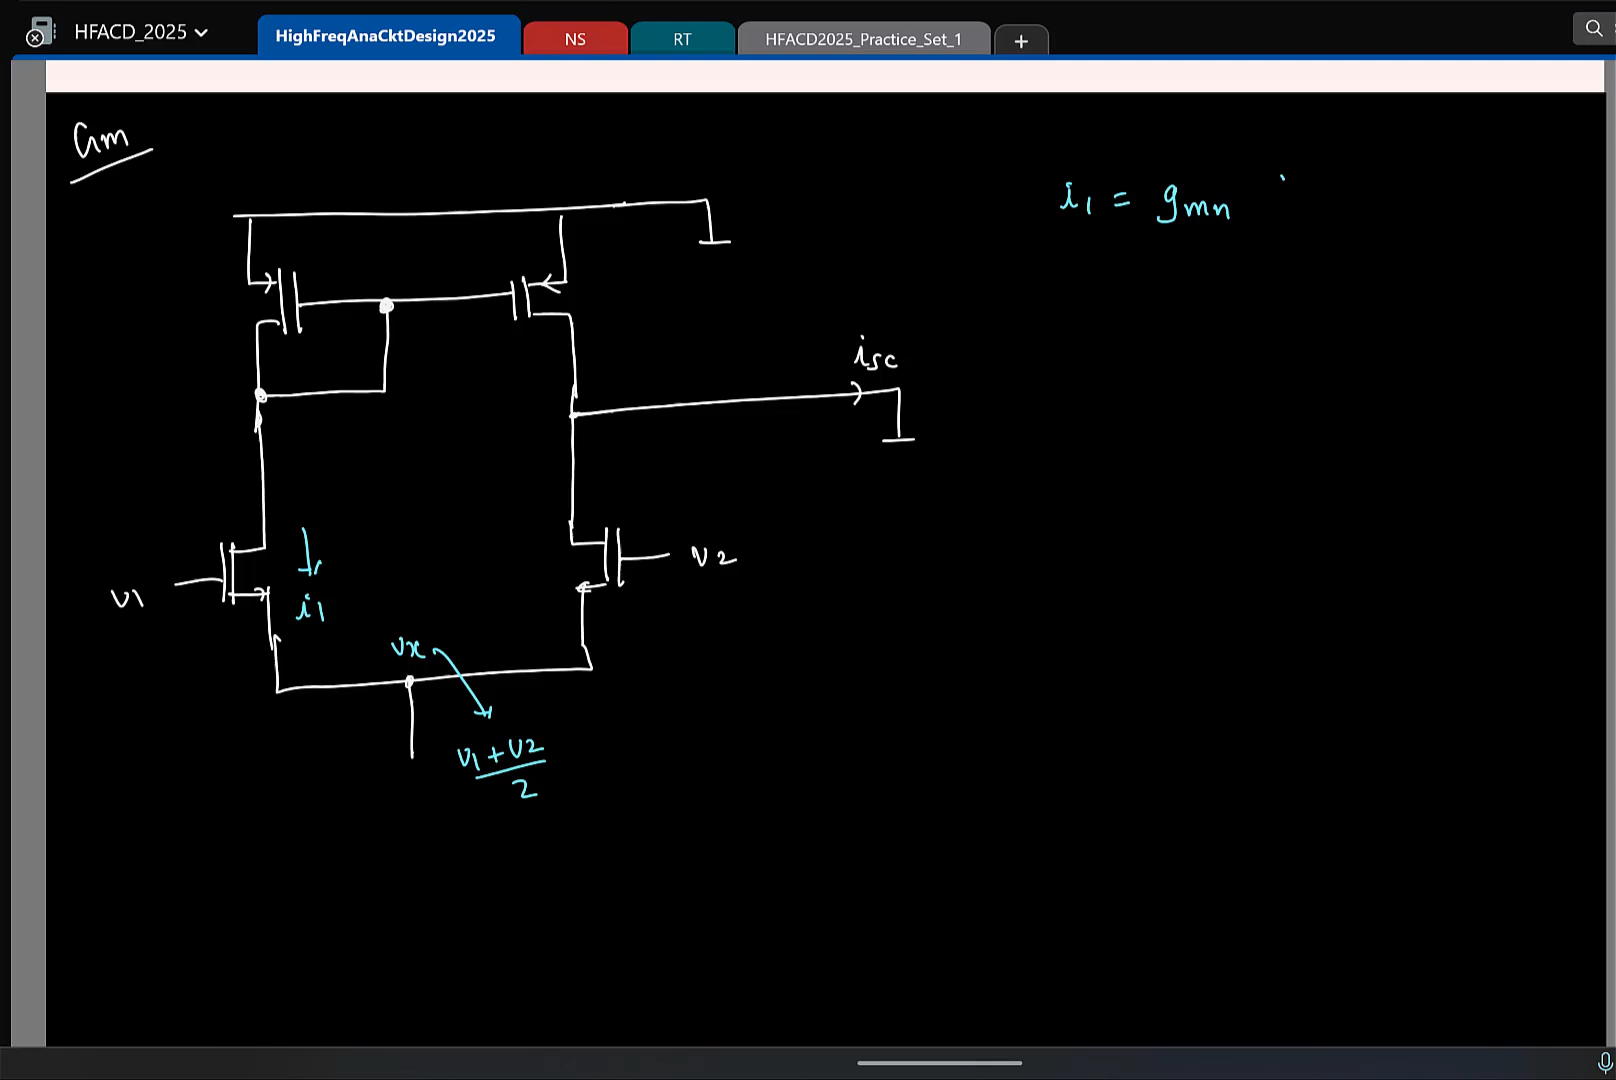 HFACD_2025
HighFreqAnaCktDesign2025
NS
RT
HFACD2025_Practice_Set_1
+
Gm
i1 = gmn
isc
v1
i1
v2
vx
v1 + v2
2